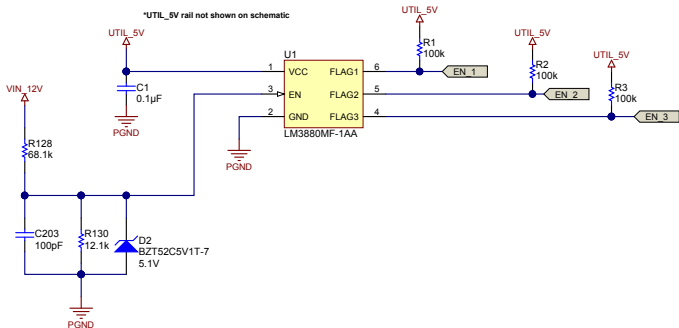 *UTIL_5V rail not shown on schematic
UTIL_5V
UTIL_5V
R1
100k
UTIL_5V
R2
100k
UTIL_5V
R3
100k
U1
1 VCC FLAG1 6
EN_1
3 EN FLAG2 5
EN_2
2 GND FLAG3 4
EN_3
LM3880MF-1AA
C1
0.1µF
PGND
VIN_12V
R128
68.1k
PGND
C203
100pF
R130
12.1k
D2
BZT52C5V1T-7
5.1V
PGND